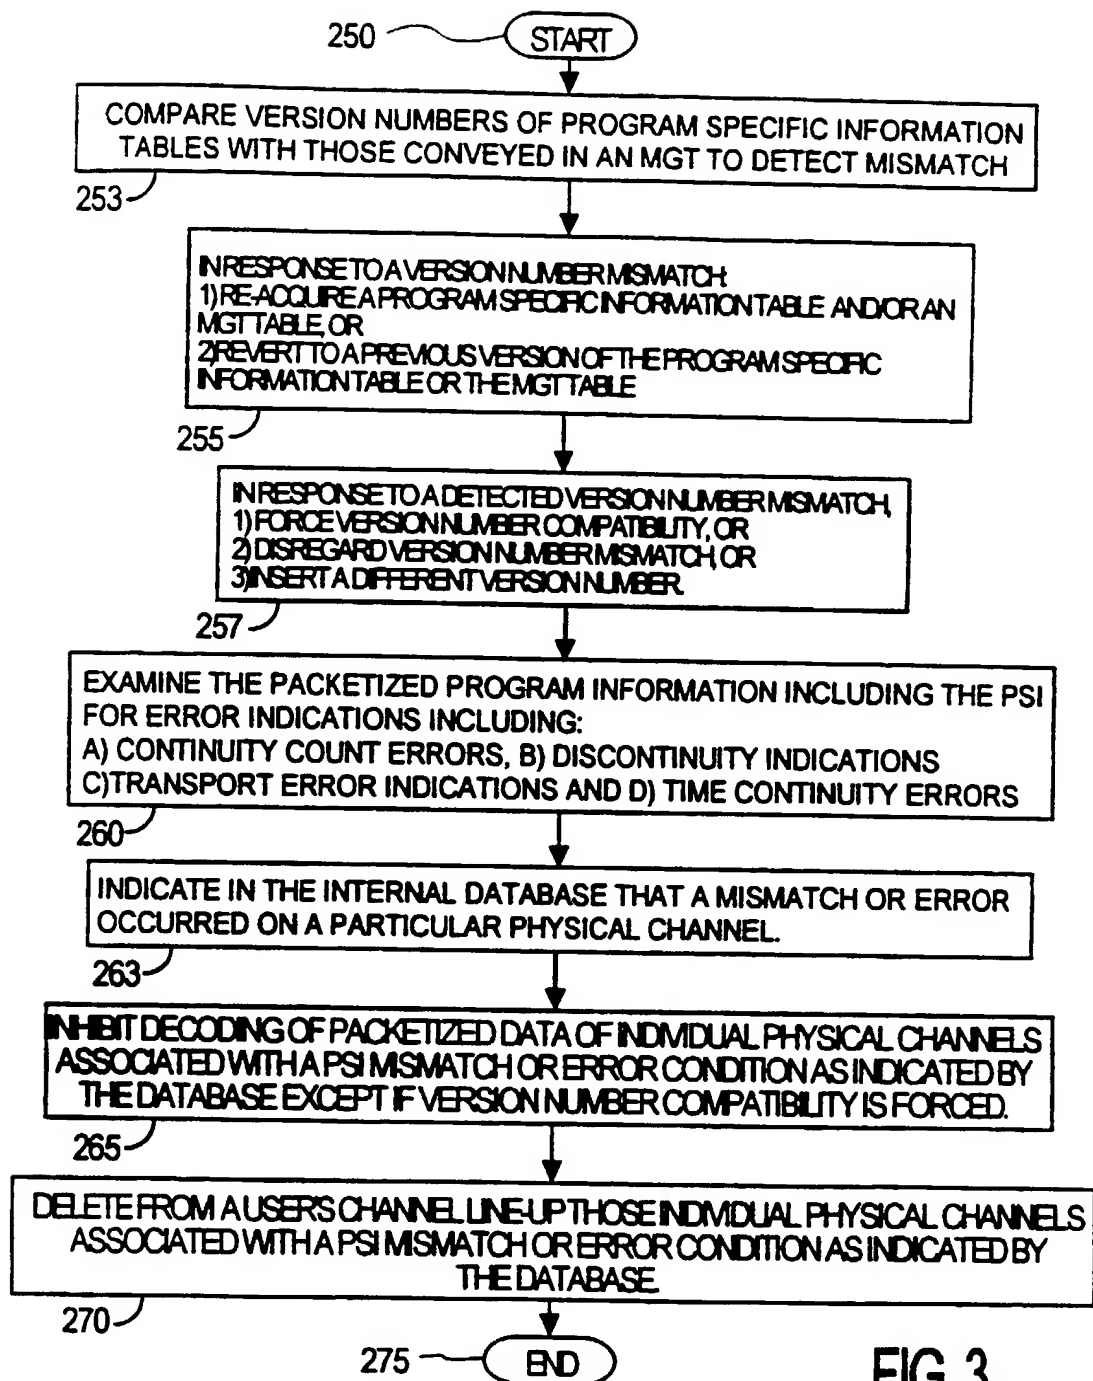 250
START
COMPARE VERSION NUMBERS OF PROGRAM SPECIFIC INFORMATION
TABLES WITH THOSE CONVEYED IN AN MGT TO DETECT MISMATCH
253
IN RESPONSE TO A VERSION NUMBER MISMATCH:
1) RE-ACQUIRE A PROGRAM SPECIFIC INFORMATION TABLE AND/OR AN
MGT TABLE, OR
2) REVERT TO A PREVIOUS VERSION OF THE PROGRAM SPECIFIC
INFORMATION TABLE OR THE MGT TABLE
255
IN RESPONSE TO A DETECTED VERSION NUMBER MISMATCH,
1) FORCE VERSION NUMBER COMPATIBILITY, OR
2) DISREGARD VERSION NUMBER MISMATCH, OR
3) INSERT A DIFFERENT VERSION NUMBER.
257
EXAMINE THE PACKETIZED PROGRAM INFORMATION INCLUDING THE PSI
FOR ERROR INDICATIONS INCLUDING:
A) CONTINUITY COUNT ERRORS, B) DISCONTINUITY INDICATIONS
C)TRANSPORT ERROR INDICATIONS AND D) TIME CONTINUITY ERRORS
260
INDICATE IN THE INTERNAL DATABASE THAT A MISMATCH OR ERROR
OCCURRED ON A PARTICULAR PHYSICAL CHANNEL.
263
INHIBIT DECODING OF PACKETIZED DATA OF INDIVIDUAL PHYSICAL CHANNELS
ASSOCIATED WITH A PSI MISMATCH OR ERROR CONDITION AS INDICATED BY
THE DATABASE EXCEPT IF VERSION NUMBER COMPATIBILITY IS FORCED.
265
DELETE FROM A USER'S CHANNEL LINE-UP THOSE INDIVIDUAL PHYSICAL CHANNELS
ASSOCIATED WITH A PSI MISMATCH OR ERROR CONDITION AS INDICATED BY
THE DATABASE.
270
275
END
FIG. 3